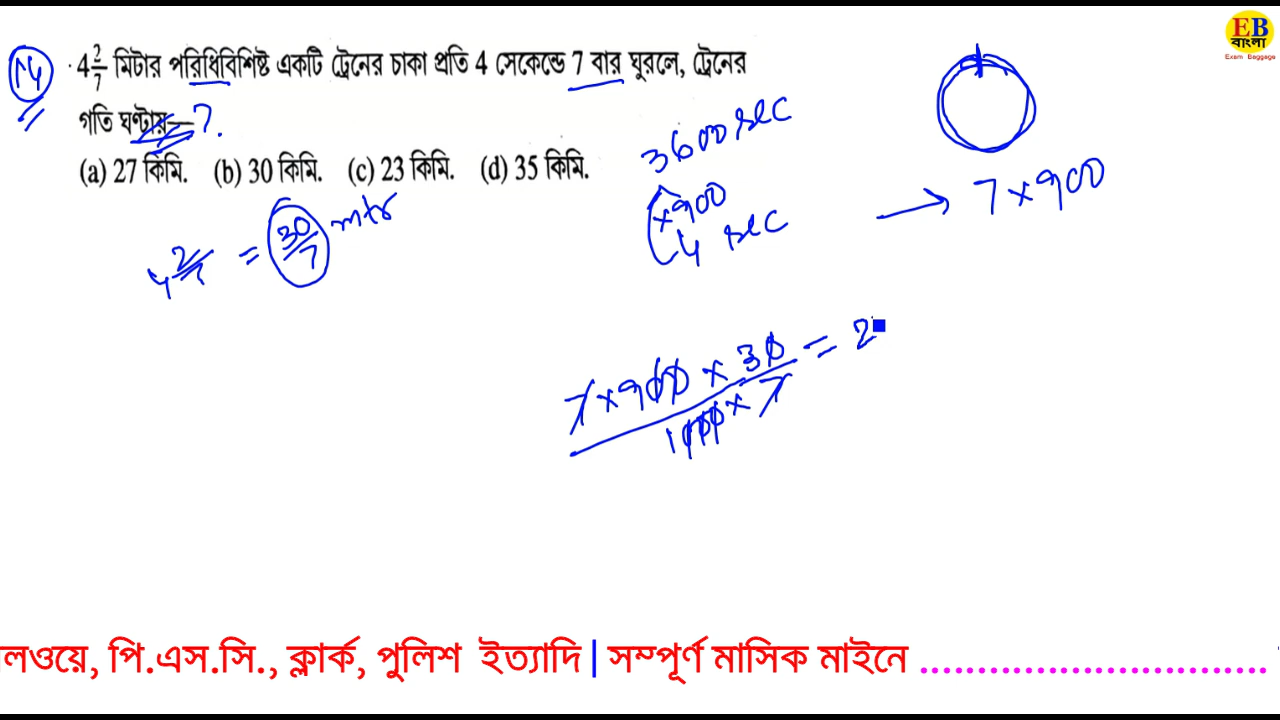 EB
বাংলা
Exam Baggage
14
4 2/7 মিটার পরিধিবিশিষ্ট একটি ট্রেনের চাকা প্রতি 4 সেকেন্ডে 7 বার ঘুরলে, ট্রেনের
গতি ঘণ্টায়—?
(a) 27 কিমি. (b) 30 কিমি. (c) 23 কিমি. (d) 35 কিমি.
3600 sec
×900
4 sec
→ 7×900
4 2/7 = 30/7 mtr
7×900×30
1000×7
= 2
লওয়ে, পি.এস.সি., ক্লার্ক, পুলিশ ইত্যাদি | সম্পূর্ণ মাসিক মাইনে ............................